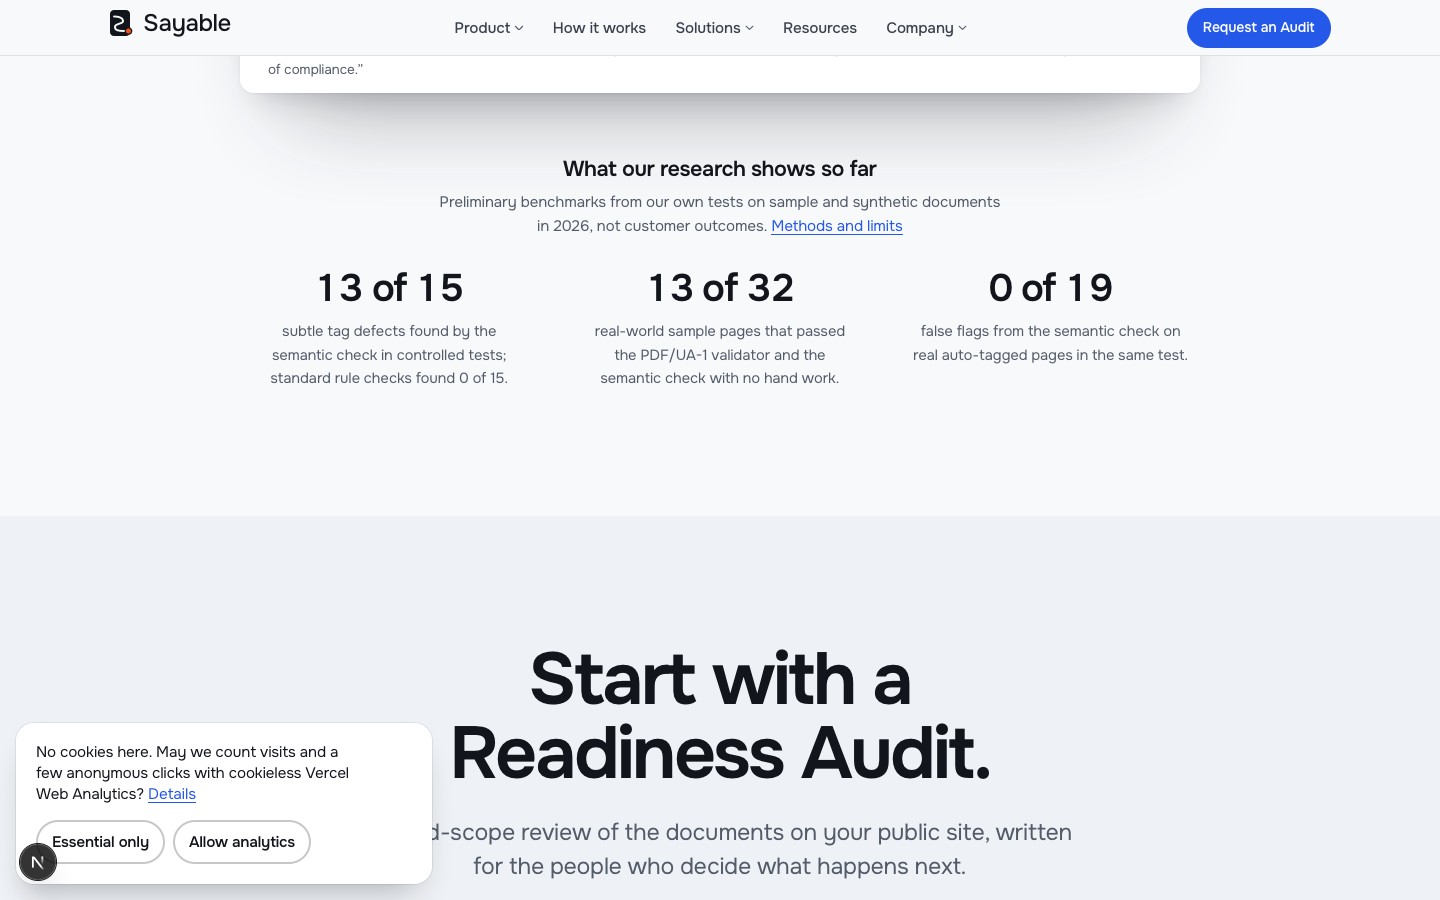 Sayable
Product
How it works
Solutions
Resources
Company
Request an Audit
of compliance.”
What our research shows so far
Preliminary benchmarks from our own tests on sample and synthetic documents
in 2026, not customer outcomes. Methods and limits
13 of 15
subtle tag defects found by the
semantic check in controlled tests;
standard rule checks found 0 of 15.
13 of 32
real-world sample pages that passed
the PDF/UA-1 validator and the
semantic check with no hand work.
0 of 19
false flags from the semantic check on
real auto-tagged pages in the same test.
Start with a
Readiness Audit.
d-scope review of the documents on your public site, written
for the people who decide what happens next.
No cookies here. May we count visits and a
few anonymous clicks with cookieless Vercel
Web Analytics? Details
Essential only
Allow analytics
N